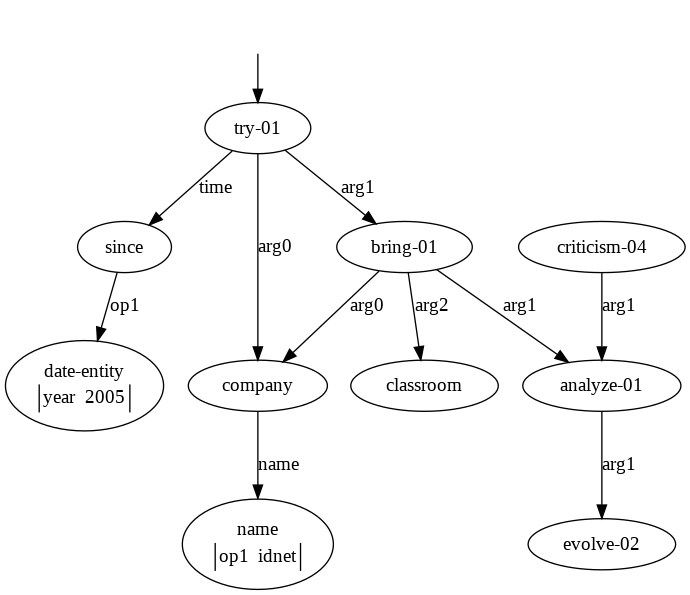 try-01
time
arg0
arg1
since
bring-01
criticism-04
op1
arg0
arg2
arg1
arg1
date-entity
year 2005
company
classroom
analyze-01
name
arg1
name
op1 idnet
evolve-02